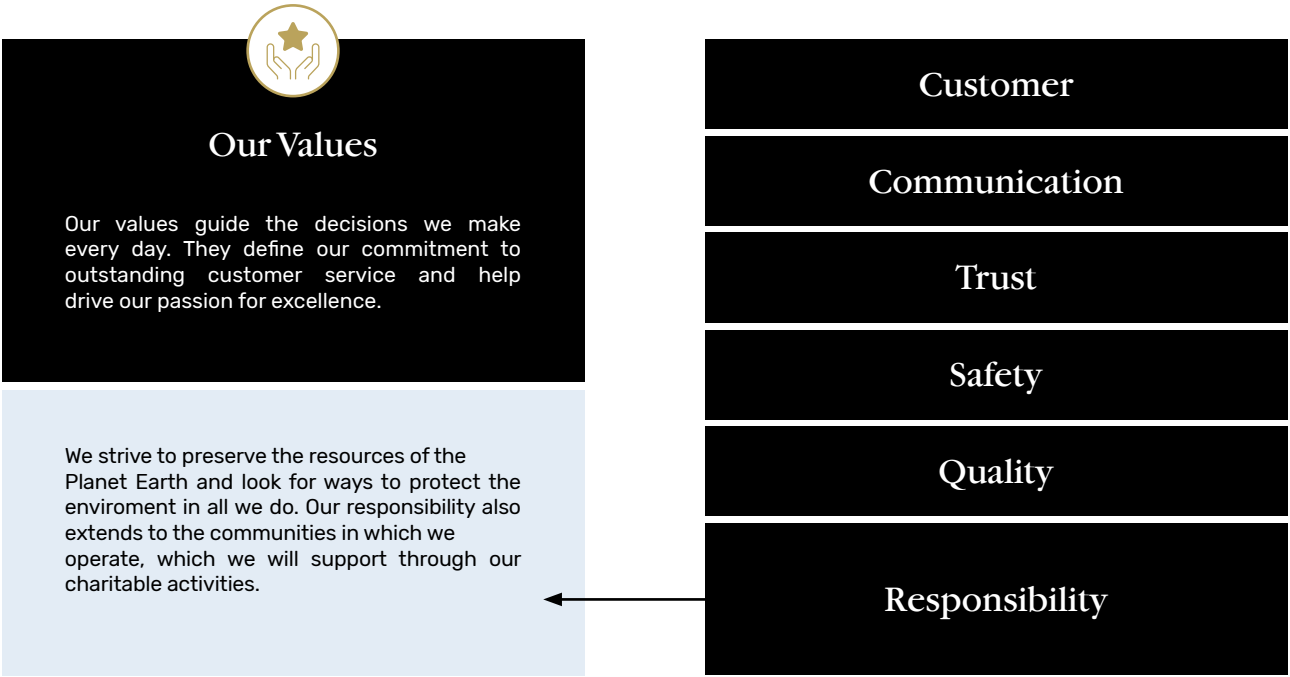 Our Values
Our values guide the decisions we make
every day. They define our commitment to
outstanding customer service and help
drive our passion for excellence.
We strive to preserve the resources of the
Planet Earth and look for ways to protect the
enviroment in all we do. Our responsibility also
extends to the communities in which we
operate, which we will support through our
charitable activities.
Customer
Communication
Trust
Safety
Quality
Responsibility